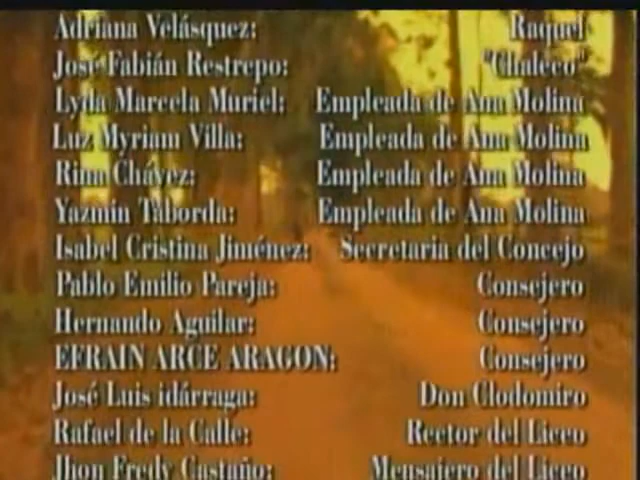 Adriana Velásquez: Raquel
José Fabián Restrepo: "Chaleco"
Lyda Marcela Muriel: Empleada de Ana Molina
Luz Myriam Villa: Empleada de Ana Molina
Rina Chávez: Empleada de Ana Molina
Yazmin Taborda: Empleada de Ana Molina
Isabel Cristina Jiménez: Secretaria del Concejo
Pablo Emilio Pareja: Consejero
Hernando Aguilar: Consejero
EFRAIN ARCE ARAGON: Consejero
José Luis idárraga: Don Clodomiro
Rafael de la Calle: Rector del Liceo
Jhon Fredy Castaño: Mensajero del Liceo